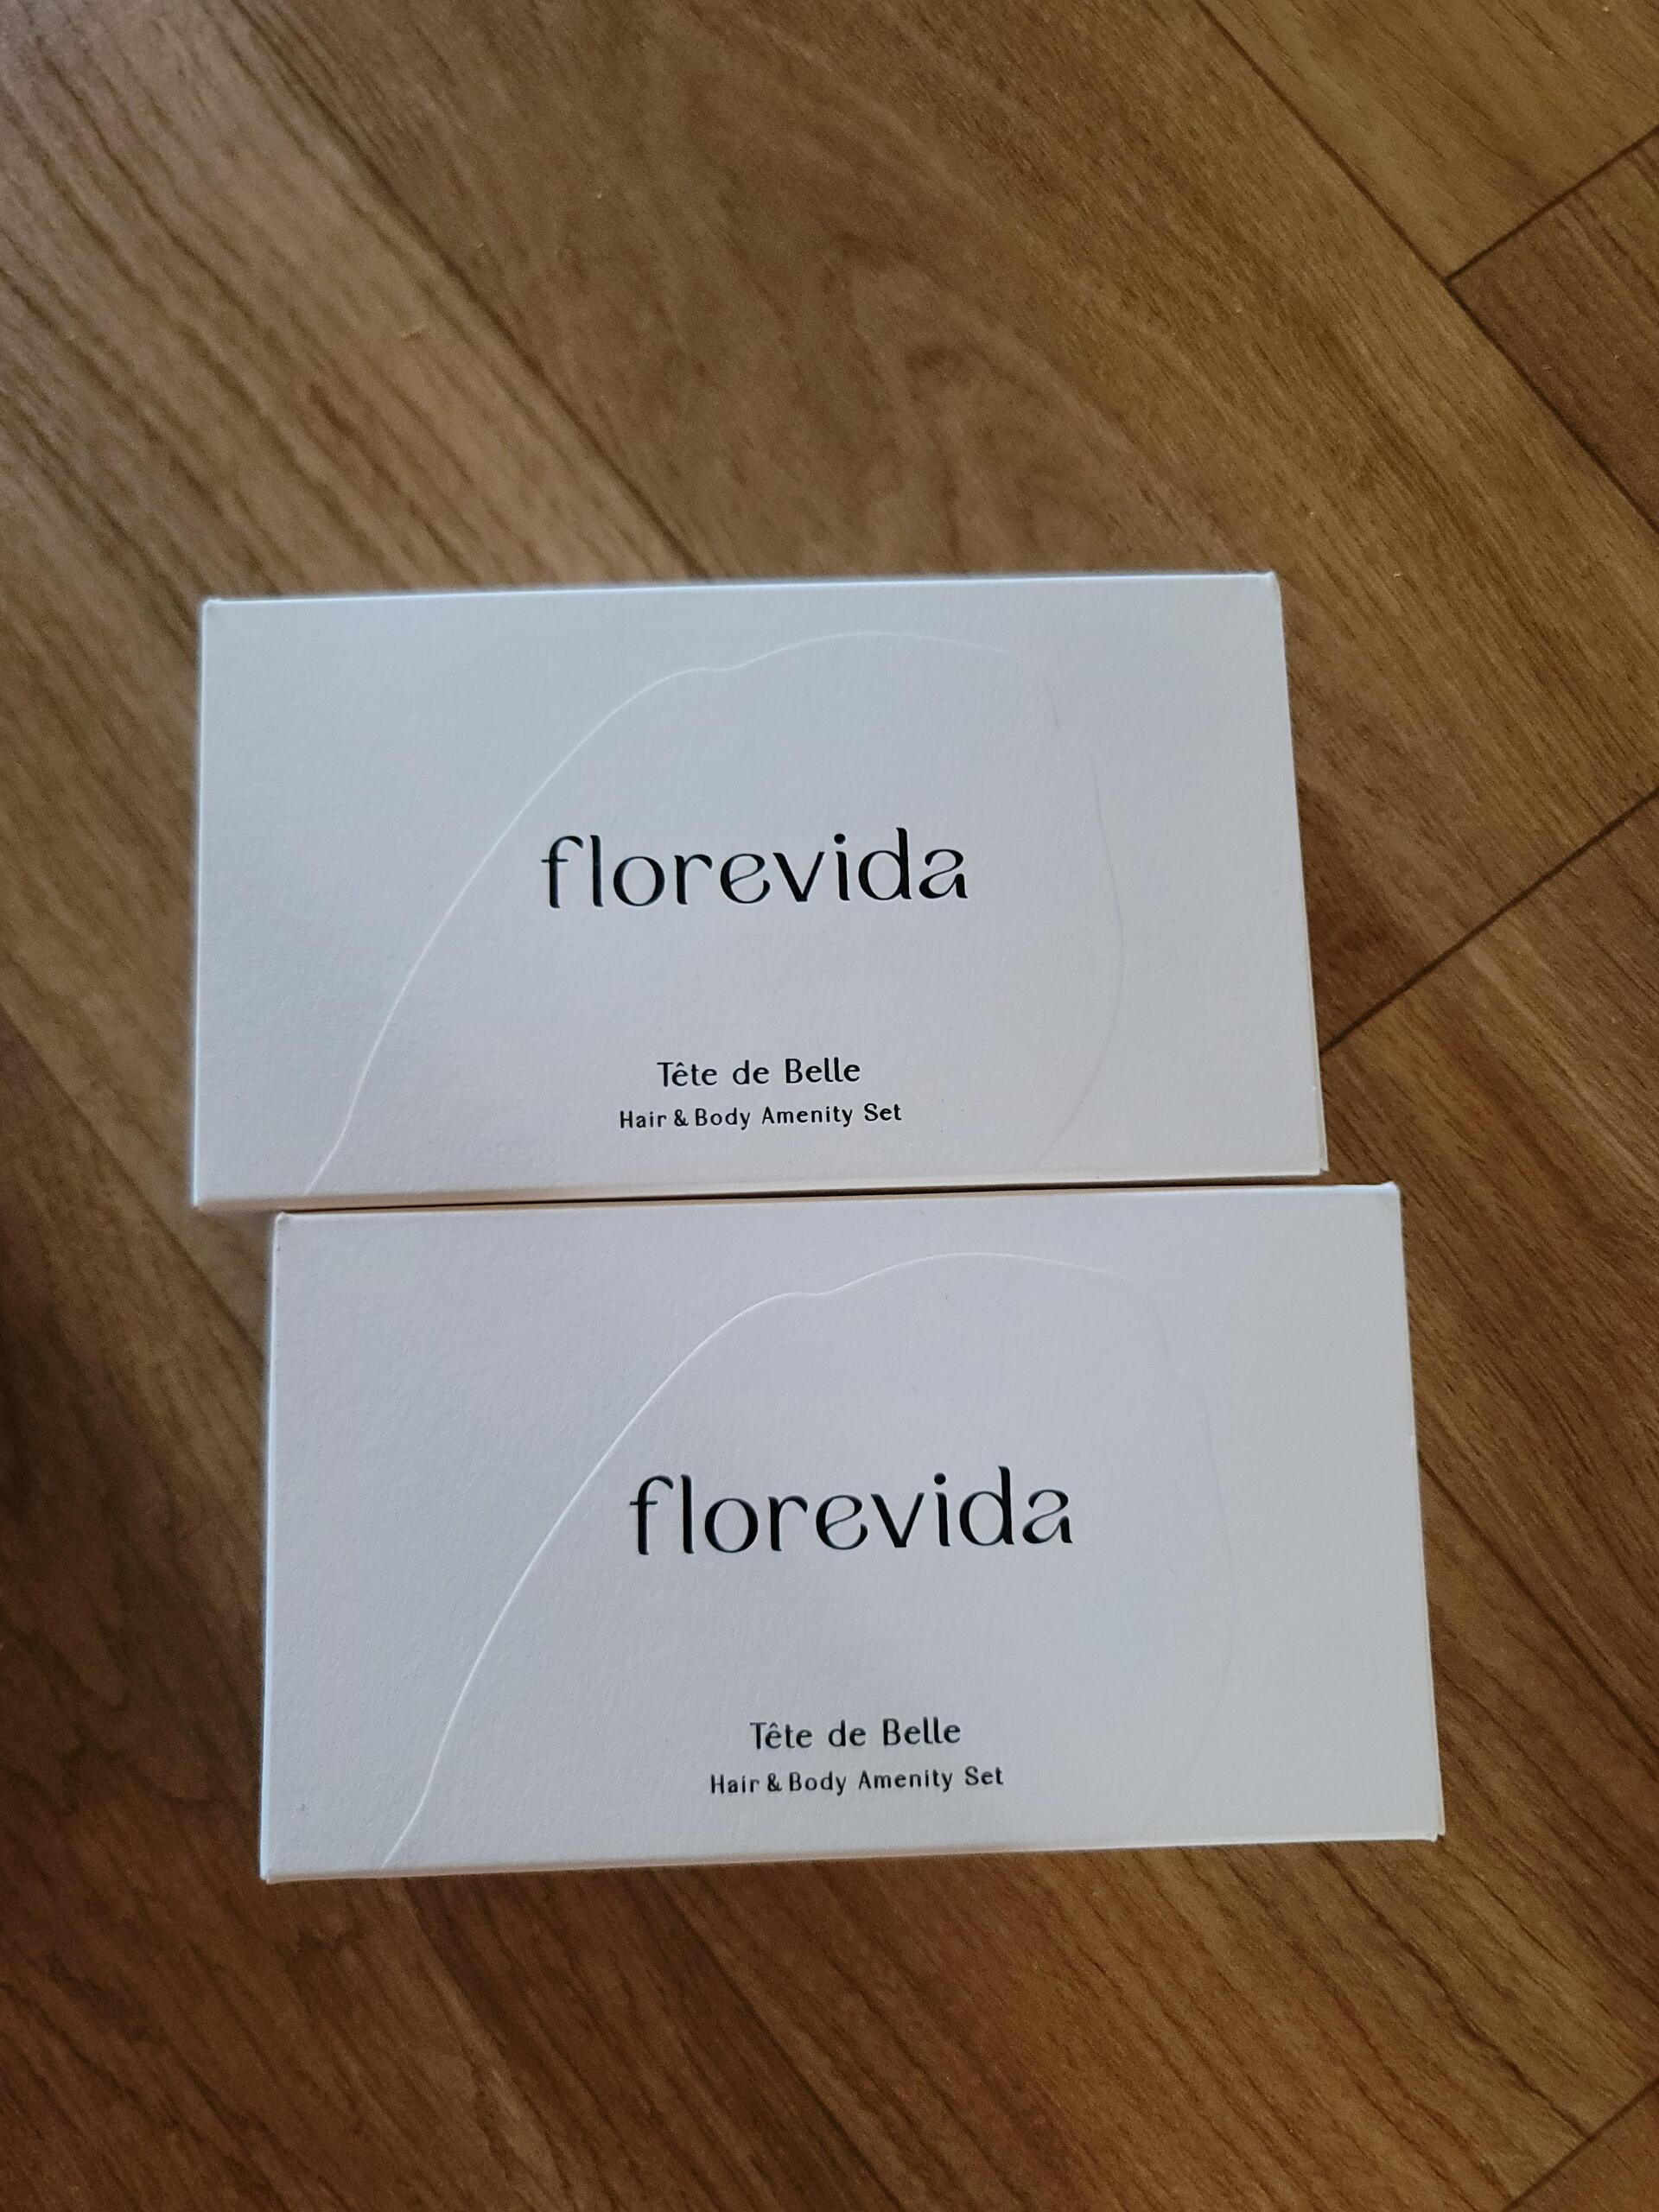 florevida
Tête de Belle
Hair & Body Amenity Set
florevida
Tête de Belle
Hair & Body Amenity Set